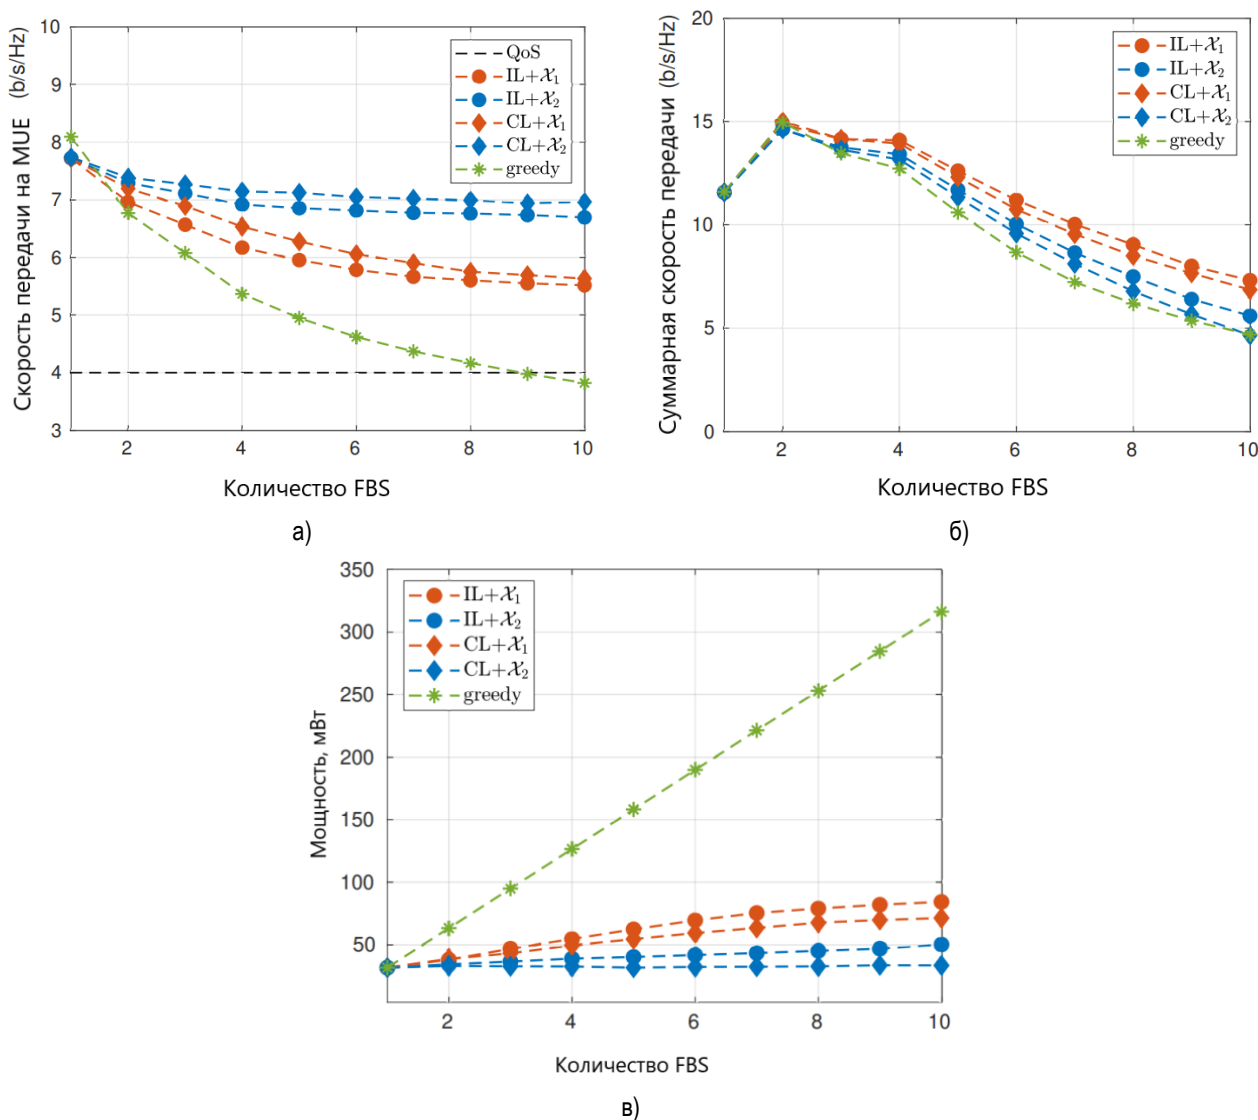 Скорость передачи на MUE (b/s/Hz)
10
9
8
7
6
5
4
3
2
4
6
8
10
QoS
IL+𝒳₁
IL+𝒳₂
CL+𝒳₁
CL+𝒳₂
greedy
Количество FBS
а)
Суммарная скорость передачи (b/s/Hz)
20
15
10
5
0
2
4
6
8
10
IL+𝒳₁
IL+𝒳₂
CL+𝒳₁
CL+𝒳₂
greedy
Количество FBS
б)
Мощность, мВт
350
300
250
200
150
100
50
2
4
6
8
10
IL+𝒳₁
IL+𝒳₂
CL+𝒳₁
CL+𝒳₂
greedy
Количество FBS
в)